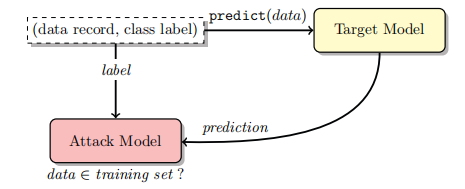 predict(data)
(data record, class label)
Target Model
label
prediction
Attack Model
data ∈ training set ?